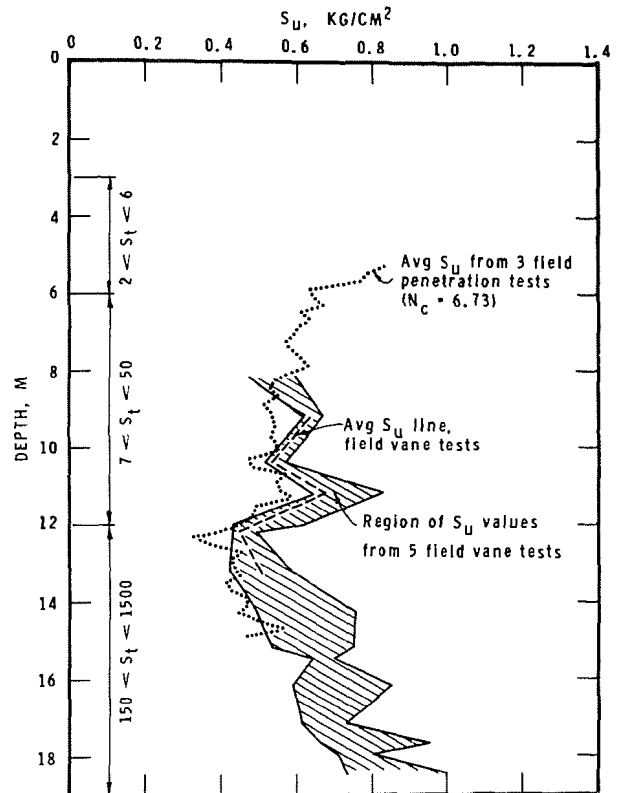 S_u, KG/CM²
0 0.2 0.4 0.6 0.8 1.0 1.2 1.4
0
2
4
6
8
10
12
14
16
18
DEPTH, M
2 < S_t < 6
7 < S_t < 50
150 < S_t < 1500
Avg S_u from 3 field
penetration tests
(N_c = 6.73)
Avg S_u line,
field vane tests
Region of S_u values
from 5 field vane tests